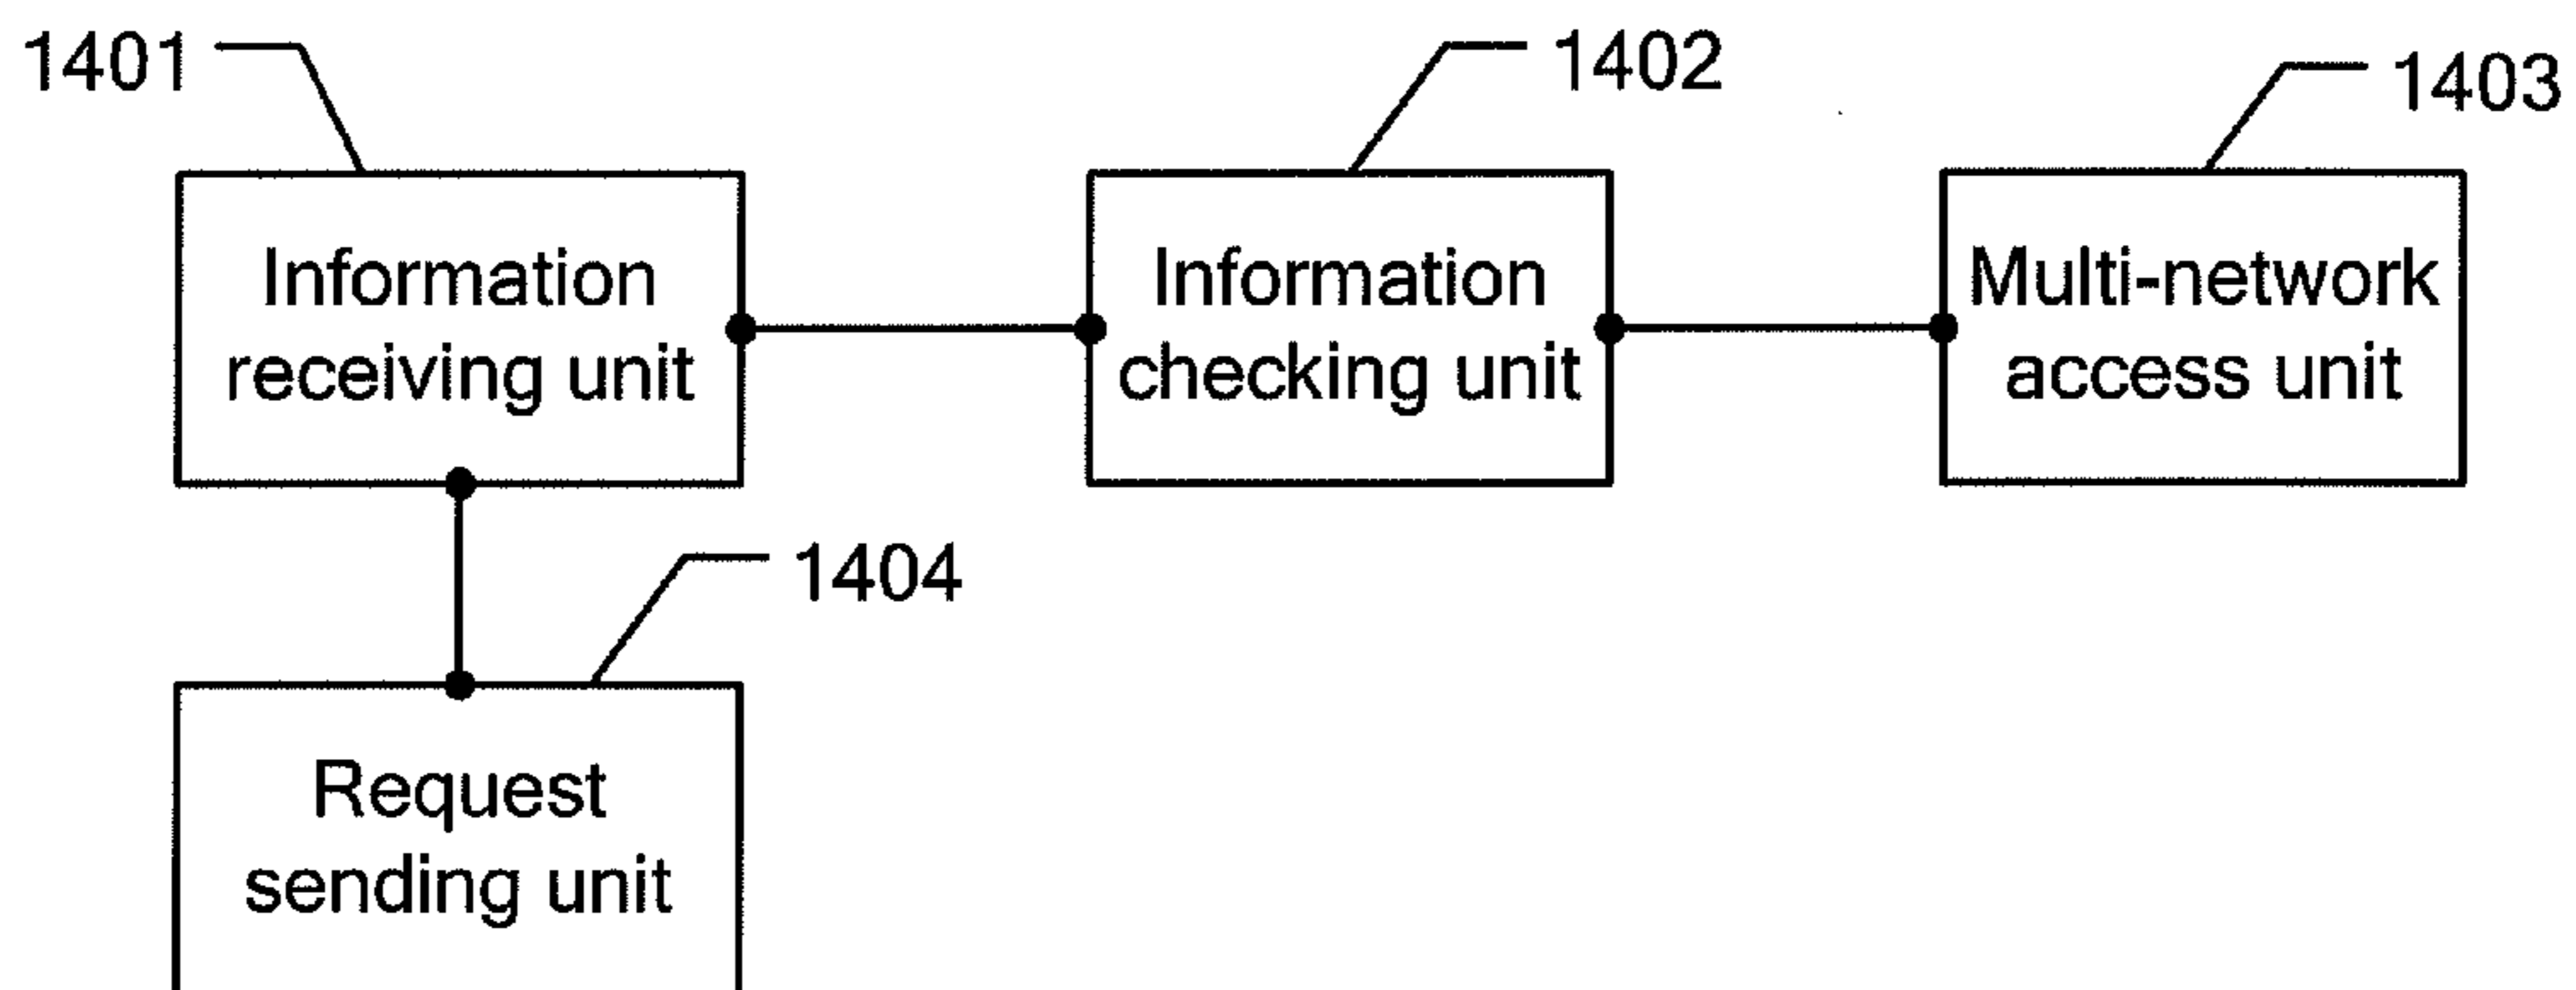 1401
1402
1403
Information
receiving unit
Information
checking unit
Multi-network
access unit
1404
Request
sending unit